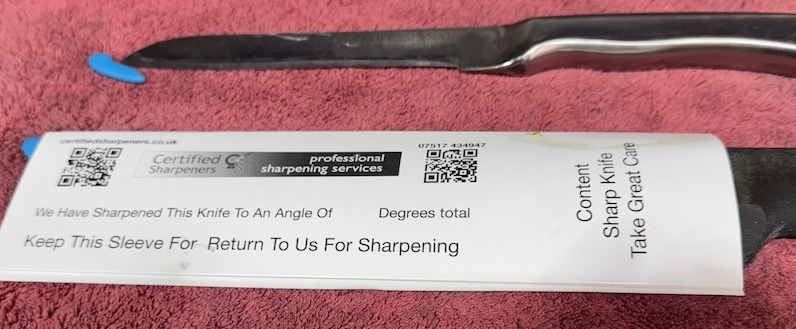 certifiedsharpeners.co.uk
07517 434947
Certified
Sharpeners
professional
sharpening services
We Have Sharpened This Knife To An Angle Of Degrees total
Keep This Sleeve For Return To Us For Sharpening
Content
Sharp Knife
Take Great Care